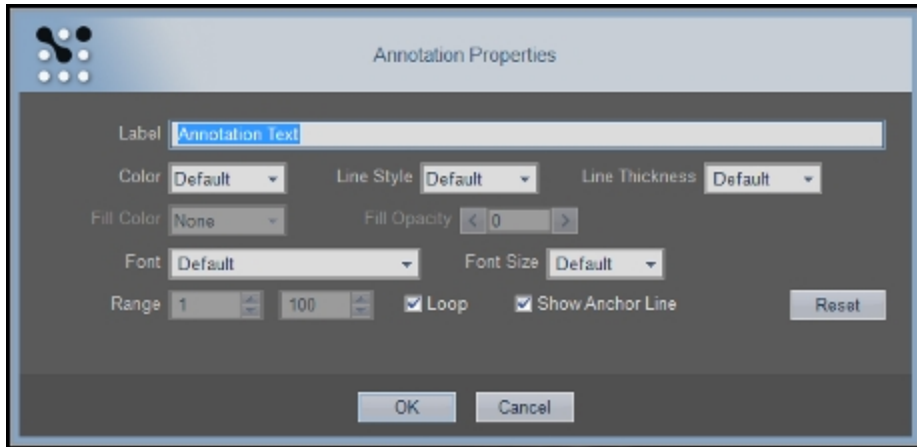 Annotation Properties
Label Annotation Text
Color Default Line Style Default Line Thickness Default
Fill Color None Fill Opacity < 0 >
Font Default Font Size Default
Range 1 100 Loop Show Anchor Line Reset
OK Cancel